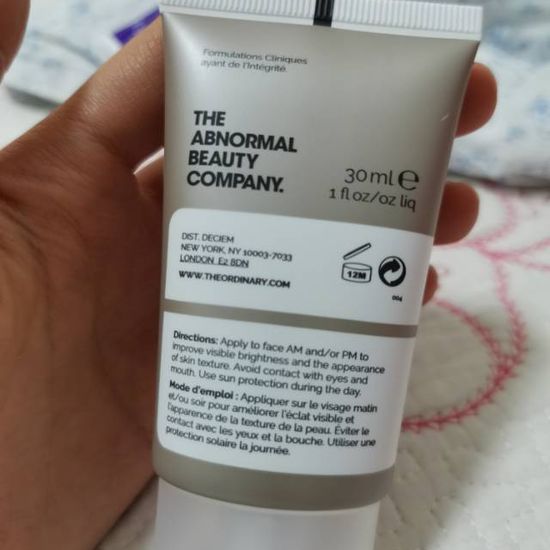 Formulations Cliniques
ayant de l'Intégrité.
THE
ABNORMAL
BEAUTY
COMPANY.
30 ml ℮
1 fl oz/oz liq
DIST. DECIEM
NEW YORK, NY 10003-7033
LONDON E2 8DN
WWW.THEORDINARY.COM
12M
004
Directions: Apply to face AM and/or PM to
improve visible brightness and the appearance
of skin texture. Avoid contact with eyes and
mouth. Use sun protection during the day.
Mode d'emploi : Appliquer sur le visage matin
et/ou soir pour améliorer l'éclat visible et
l'apparence de la texture de la peau. Éviter le
contact avec les yeux et la bouche. Utiliser une
protection solaire la journée.